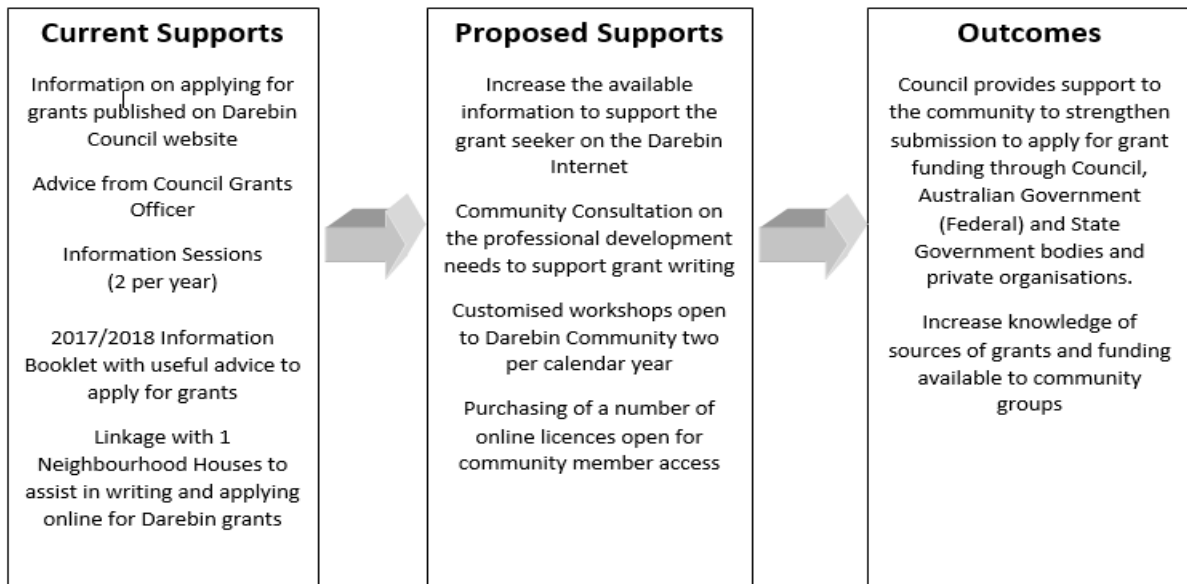 Current Supports
Information on applying for
grants published on Darebin
Council website
Advice from Council Grants
Officer
Information Sessions
(2 per year)
2017/2018 Information
Booklet with useful advice to
apply for grants
Linkage with 1
Neighbourhood Houses to
assist in writing and applying
online for Darebin grants
Proposed Supports
Increase the available
information to support the
grant seeker on the Darebin
Internet
Community Consultation on
the professional development
needs to support grant writing
Customised workshops open
to Darebin Community two
per calendar year
Purchasing of a number of
online licences open for
community member access
Outcomes
Council provides support to
the community to strengthen
submission to apply for grant
funding through Council,
Australian Government
(Federal) and State
Government bodies and
private organisations.
Increase knowledge of
sources of grants and funding
available to community
groups